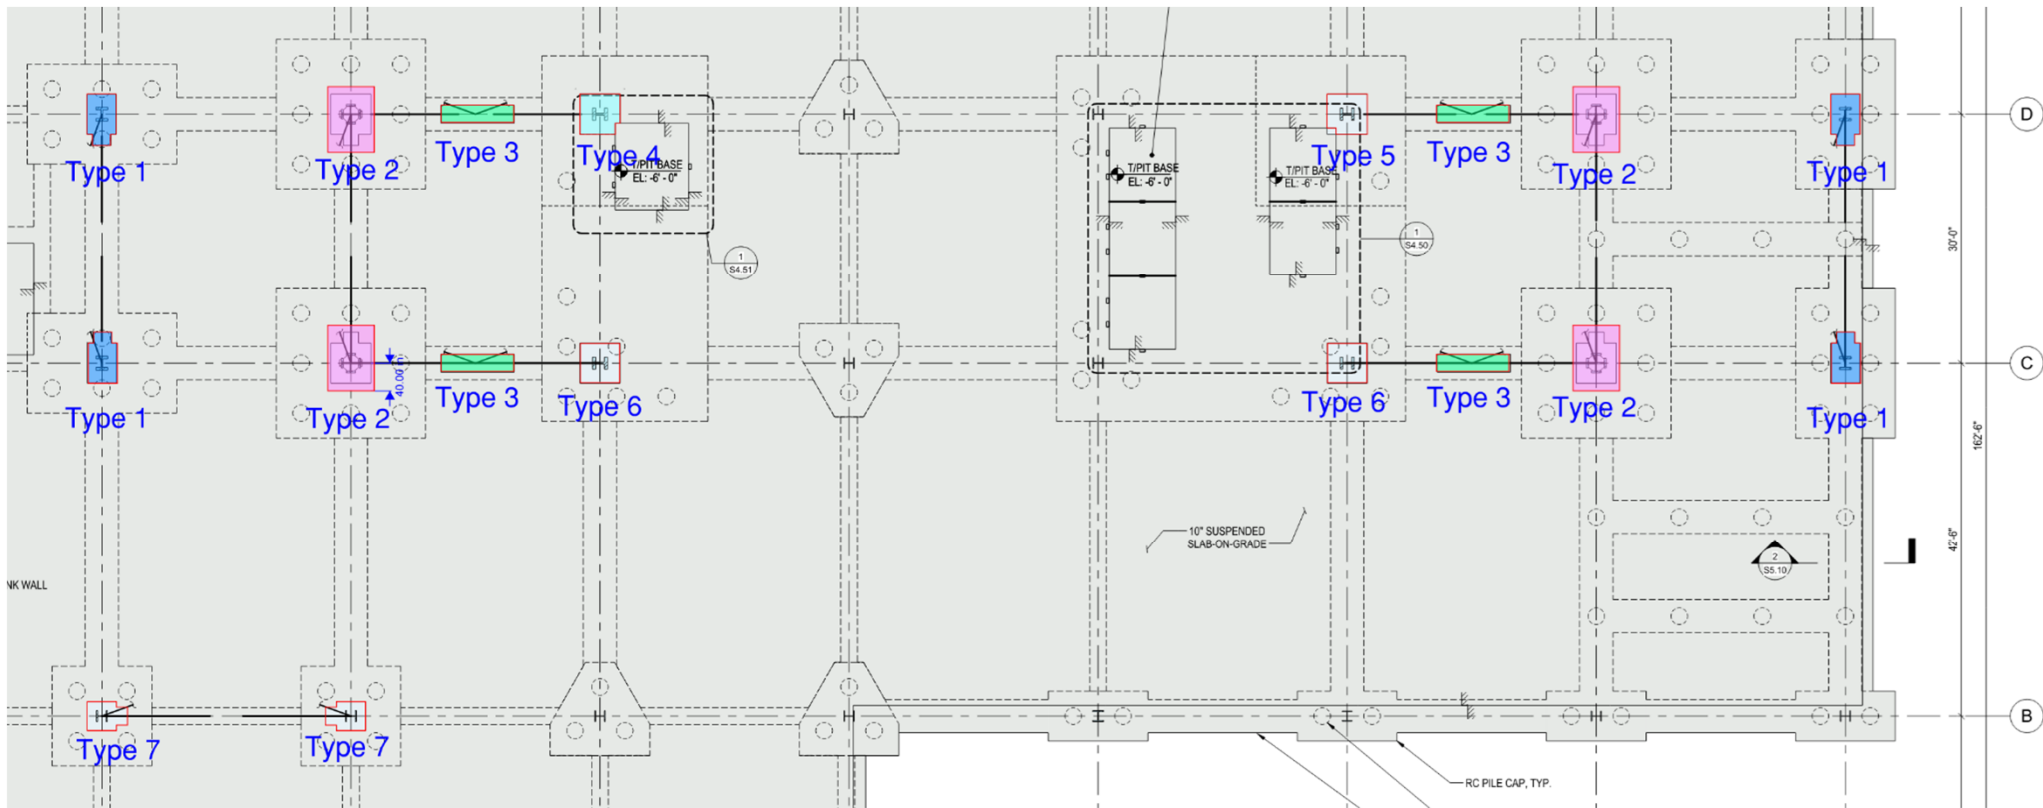 Type 1
Type 2
Type 3
Type 4
T/PIT BASE
EL: -6' - 0"
T/PIT BASE
EL: -6' - 0"
T/PIT BASE
EL: -6' - 0"
Type 5
Type 3
Type 2
Type 1
D
1
S4.51
1
S4.50
30'-0"
Type 1
Type 2
40.00 in
Type 3
Type 6
Type 6
Type 3
Type 2
Type 1
C
162'-6"
10" SUSPENDED
SLAB-ON-GRADE
42'-6"
2
S5.10
NK WALL
Type 7
Type 7
B
RC PILE CAP, TYP.